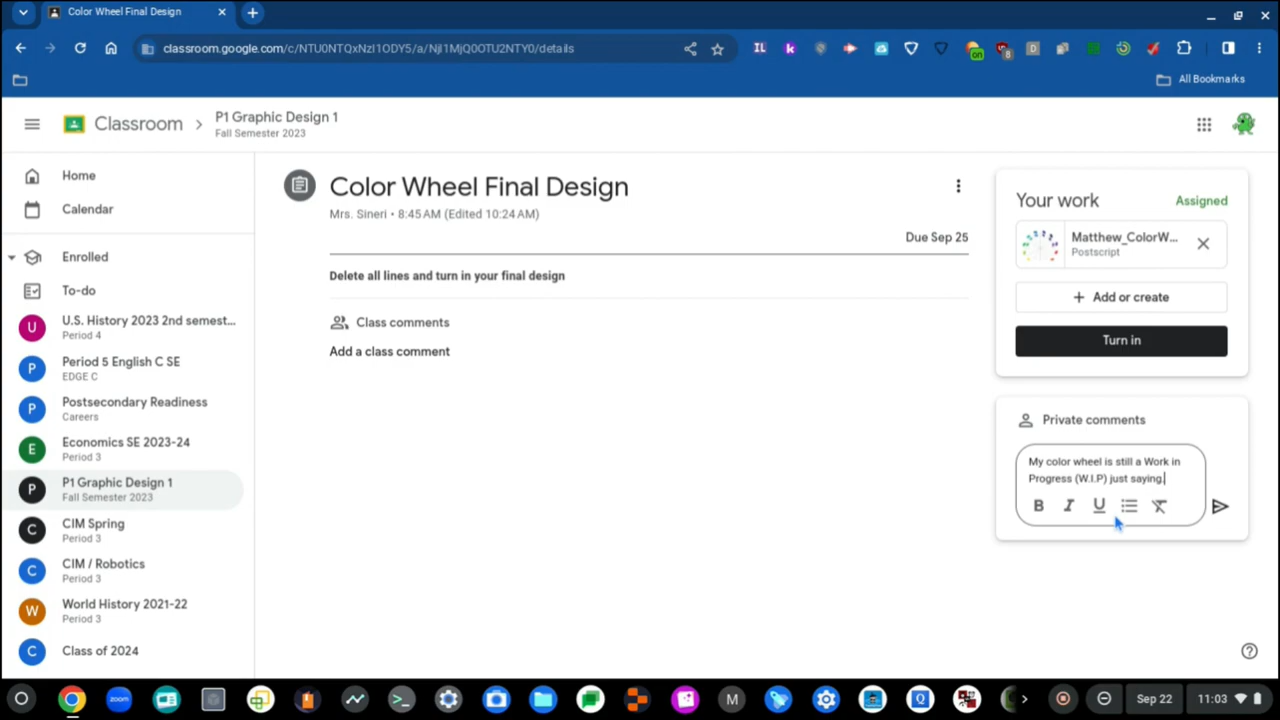 Color Wheel Final Design
classroom.google.com/c/NTU0NTQxNzI1ODY5/a/NjI1MjQ0OTU2NTY0/details
All Bookmarks
Classroom
P1 Graphic Design 1
Fall Semester 2023
Home
Calendar
Enrolled
To-do
U U.S. History 2023 2nd semest...
Period 4
P Period 5 English C SE
EDGE C
P Postsecondary Readiness
Careers
E Economics SE 2023-24
Period 3
P P1 Graphic Design 1
Fall Semester 2023
C CIM Spring
Period 3
C CIM / Robotics
Period 3
W World History 2021-22
Period 3
C Class of 2024
Color Wheel Final Design
Mrs. Sineri • 8:45 AM (Edited 10:24 AM)
Due Sep 25
Delete all lines and turn in your final design
Class comments
Add a class comment
Your work Assigned
Matthew_ColorW...
Postscript
+ Add or create
Turn in
Private comments
My color wheel is still a Work in
Progress (W.I.P) just saying.
B I U
zoom M Q Sep 22 11:03